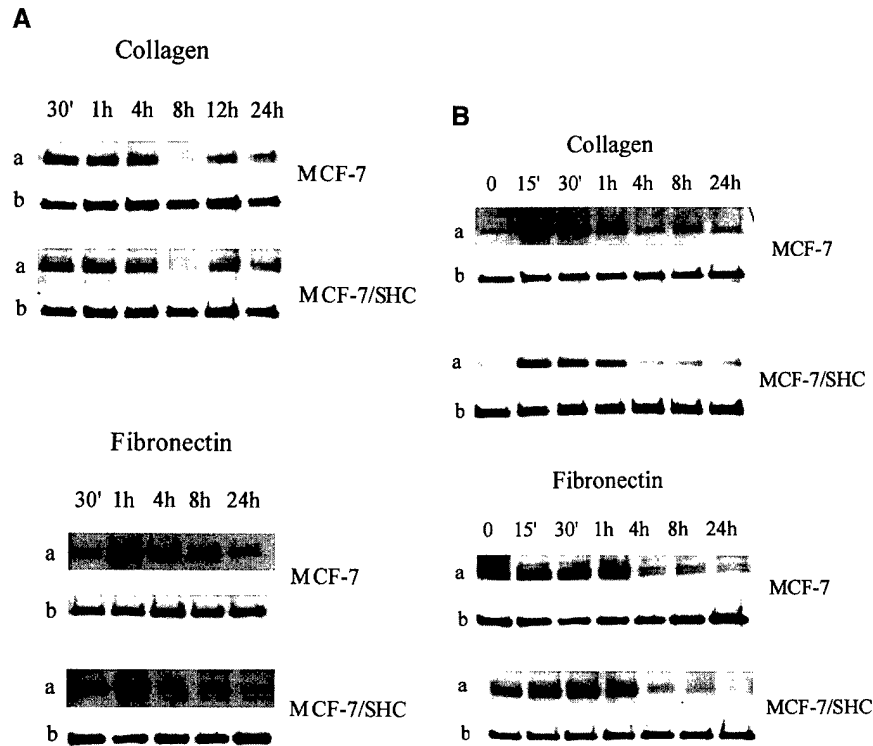 A
Collagen
30' 1h 4h 8h 12h 24h
a
MCF-7
b
a
MCF-7/SHC
b
Fibronectin
30' 1h 4h 8h 24h
a
MCF-7
b
a
MCF-7/SHC
b
B
Collagen
0 15' 30' 1h 4h 8h 24h
a
MCF-7
b
a
MCF-7/SHC
b
Fibronectin
0 15' 30' 1h 4h 8h 24h
a
MCF-7
b
a
MCF-7/SHC
b